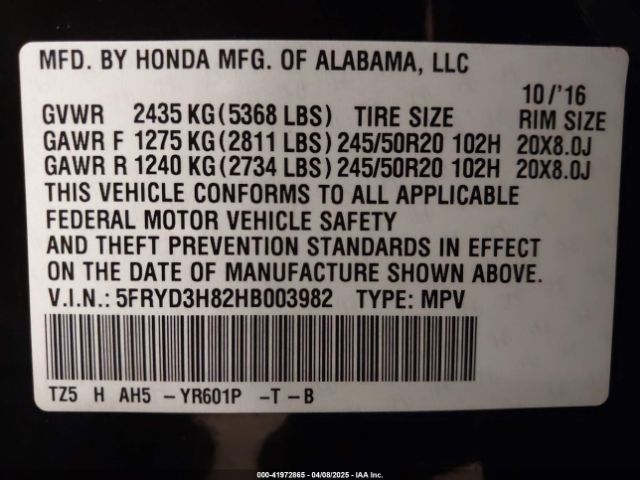 MFD. BY HONDA MFG. OF ALABAMA, LLC
10/'16
GVWR 2435 KG (5368 LBS) TIRE SIZE RIM SIZE
GAWR F 1275 KG (2811 LBS) 245/50R20 102H 20X8.0J
GAWR R 1240 KG (2734 LBS) 245/50R20 102H 20X8.0J
THIS VEHICLE CONFORMS TO ALL APPLICABLE
FEDERAL MOTOR VEHICLE SAFETY
AND THEFT PREVENTION STANDARDS IN EFFECT
ON THE DATE OF MANUFACTURE SHOWN ABOVE.
V.I.N.: 5FRYD3H82HB003982 TYPE: MPV
TZ5 H AH5 - YR601P -T-B
000-41972865 - 04/08/2025 - IAA Inc.